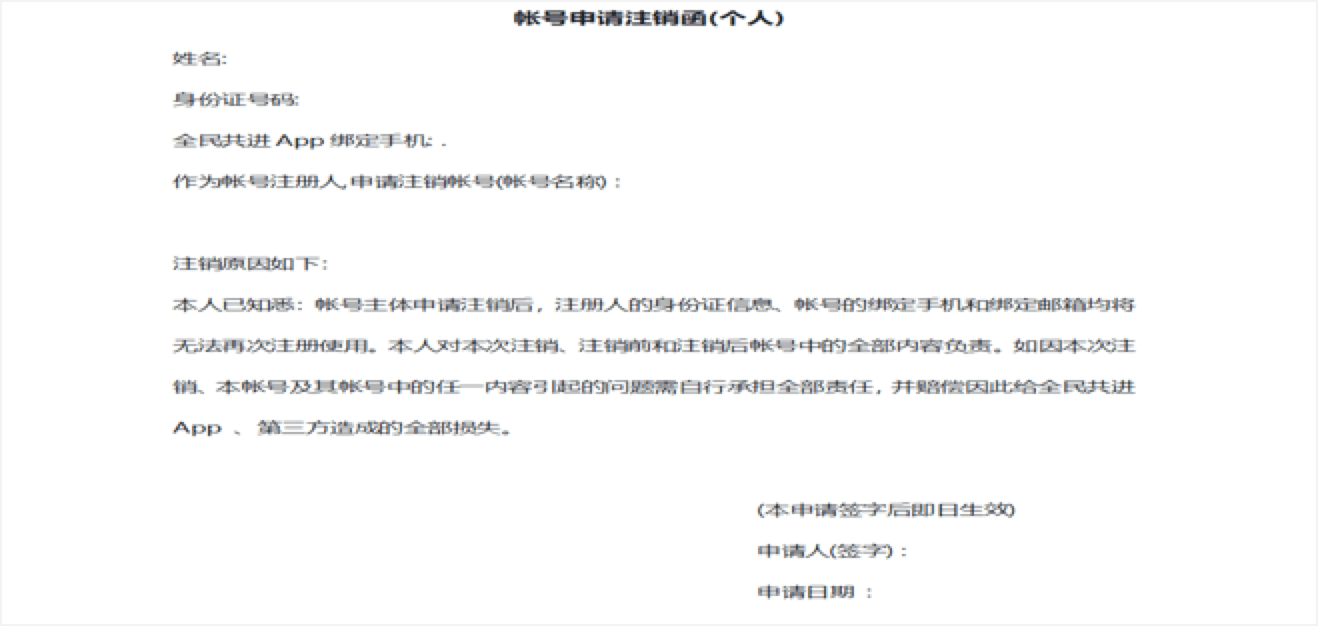 帐号申请注销函(个人)
姓名:
身份证号码:
全民共进 App 绑定手机: .
作为帐号注册人,申请注销帐号(帐号名称)：
注销原因如下：
本人已知悉：帐号主体申请注销后，注册人的身份证信息、帐号的绑定手机和绑定邮箱均将
无法再次注册使用。本人对本次注销、注销前和注销后帐号中的全部内容负责。如因本次注
销、本帐号及其帐号中的任一内容引起的问题需自行承担全部责任，并赔偿因此给全民共进
App 、 第三方造成的全部损失。
(本申请签字后即日生效)
申请人(签字)：
申请日期 ：